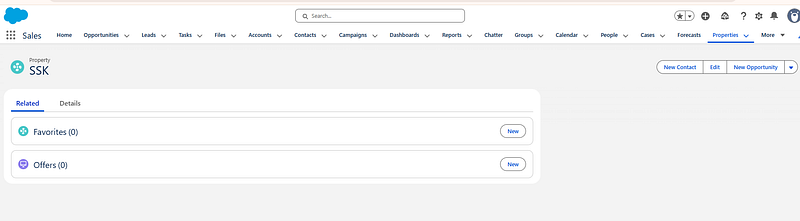 Search...
Sales Home Opportunities Leads Tasks Files Accounts Contacts Campaigns Dashboards Reports Chatter Groups Calendar People Cases Forecasts Properties More
Property
SSK
New Contact Edit New Opportunity
Related Details
Favorites (0) New
Offers (0) New